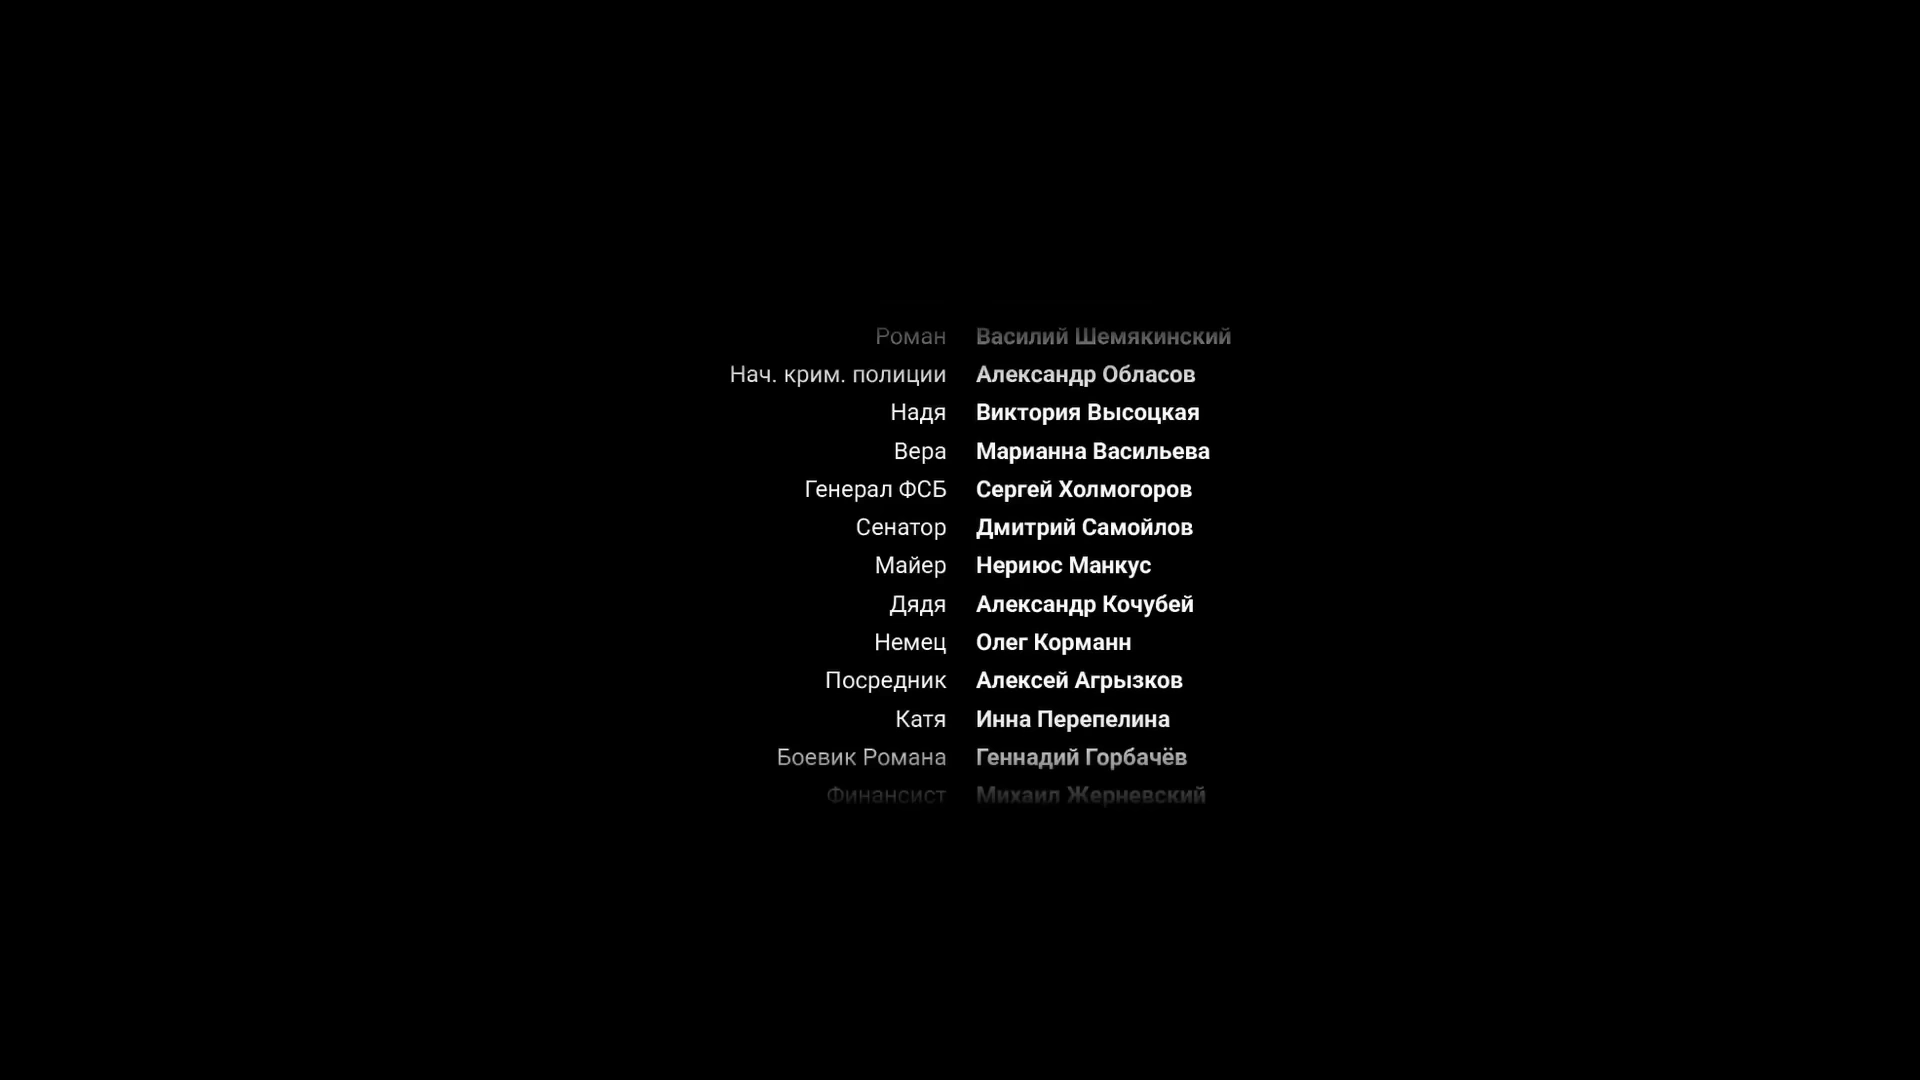 Роман Василий Шемякинский
Нач. крим. полиции Александр Обласов
Надя Виктория Высоцкая
Вера Марианна Васильева
Генерал ФСБ Сергей Холмогоров
Сенатор Дмитрий Самойлов
Майер Нериюс Манкус
Дядя Александр Кочубей
Немец Олег Корманн
Посредник Алексей Агрызков
Катя Инна Перепелина
Боевик Романа Геннадий Горбачёв
Финансист Михаил Жерневский